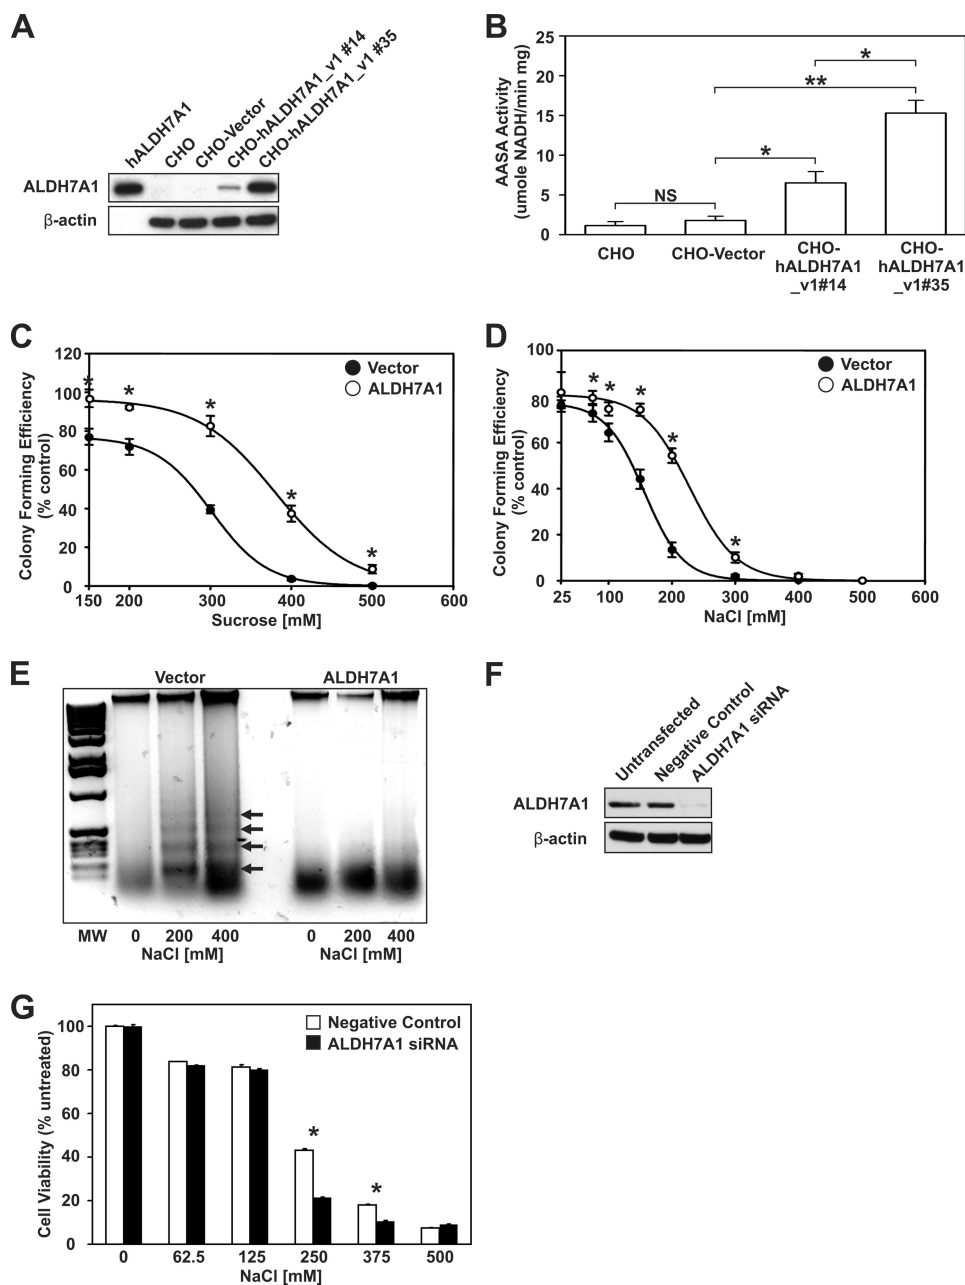 A
hALDH7A1
CHO
CHO-Vector
CHO-hALDH7A1_v1 #14
CHO-hALDH7A1_v1 #35
ALDH7A1
β-actin
B
AASA Activity
(umole NADH/min mg)
25
20
15
10
5
0
NS
*
**
*
CHO
CHO-Vector
CHO-
hALDH7A1
_v1#14
CHO-
hALDH7A1
_v1#35
C
Colony Forming Efficiency
(% control)
120
100
80
60
40
20
0
Vector
ALDH7A1
* * * * *
150 200 300 400 500 600
Sucrose [mM]
D
Colony Forming Efficiency
(% control)
100
80
60
40
20
0
Vector
ALDH7A1
* * * * *
25 100 200 300 400 500 600
NaCl [mM]
E
Vector ALDH7A1
MW 0 200 400 0 200 400
NaCl [mM] NaCl [mM]
F
Untransfected
Negative Control
ALDH7A1 siRNA
ALDH7A1
β-actin
G
Cell Viability (% untreated)
100
80
60
40
20
0
Negative Control
ALDH7A1 siRNA
* *
0 62.5 125 250 375 500
NaCl [mM]